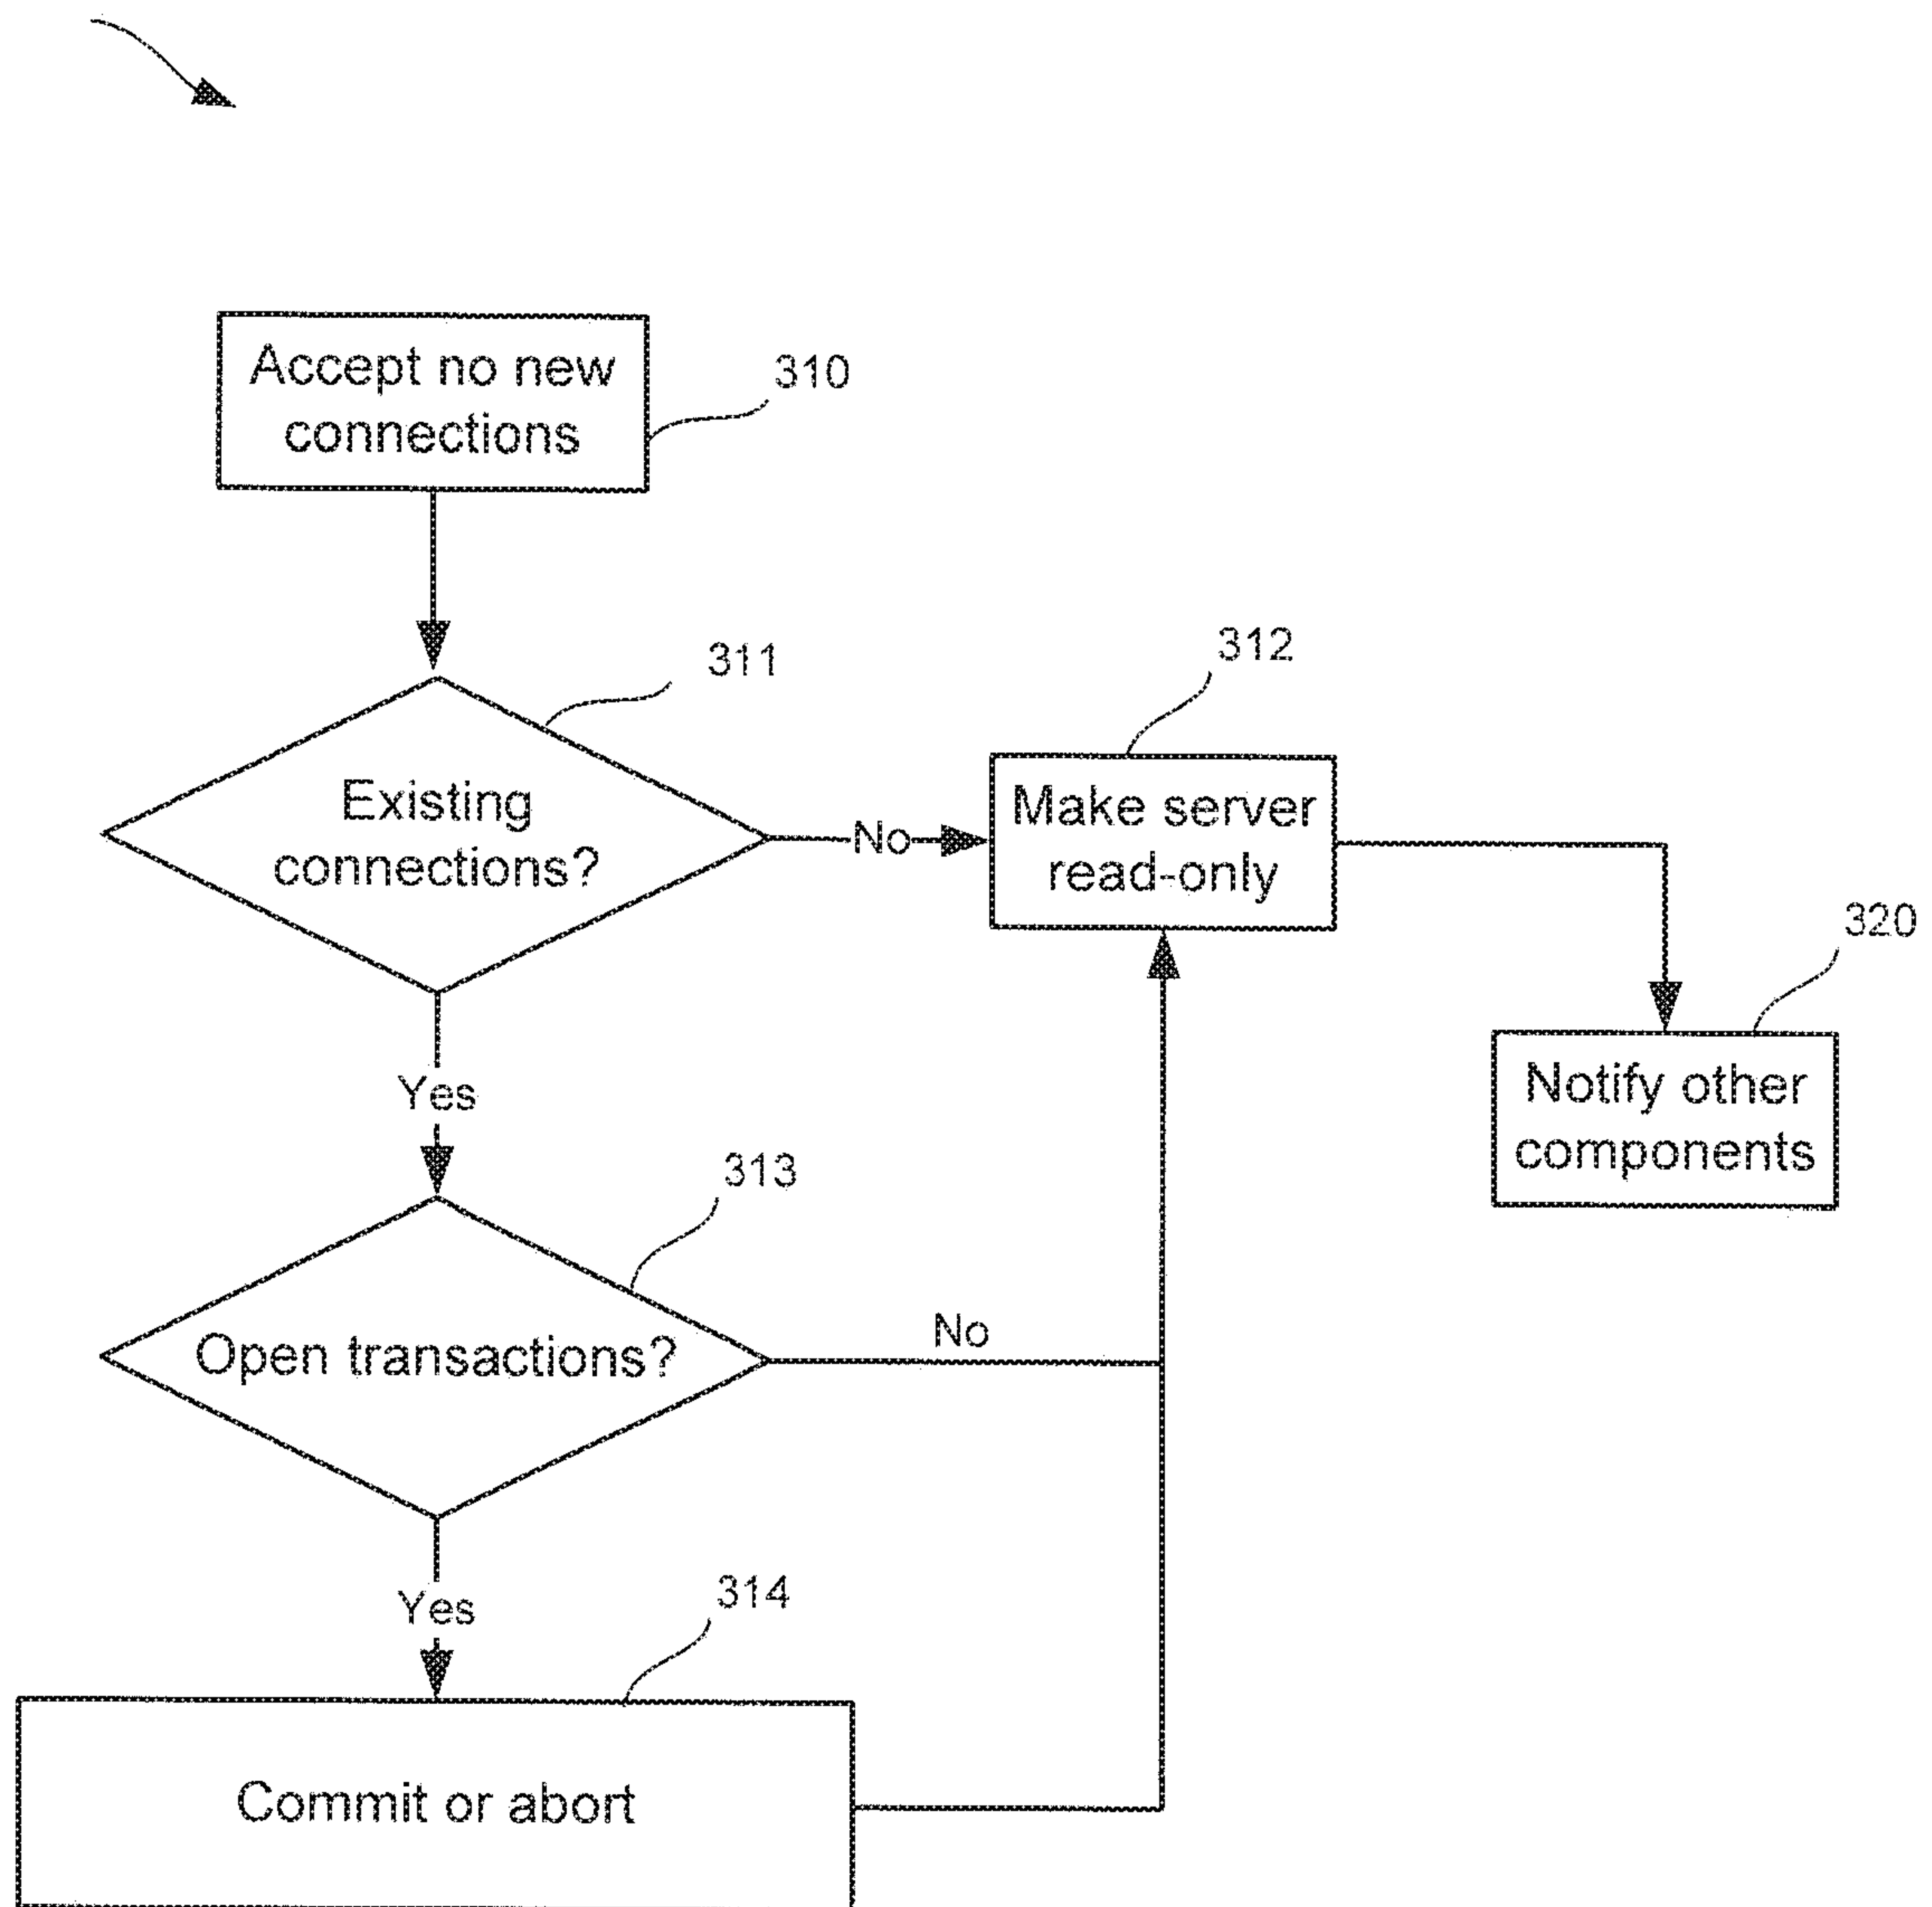 Accept no new
connections
310
311
Existing
connections?
No
312
Make server
read-only
320
Notify other
components
Yes
313
Open transactions?
No
Yes
314
Commit or abort